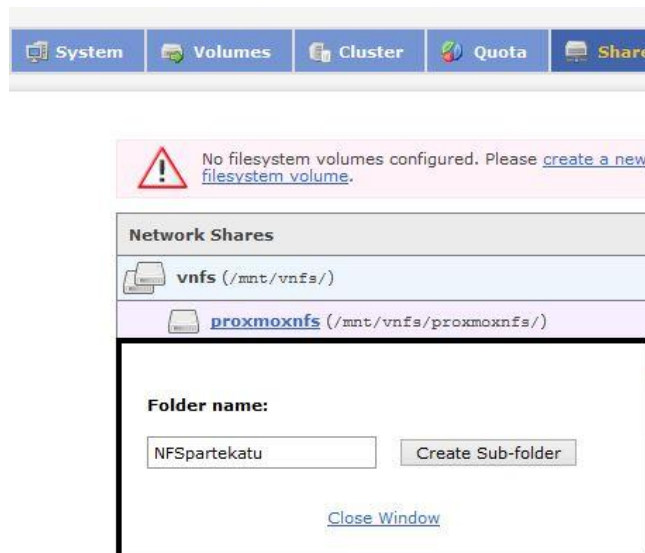 System Volumes Cluster Quota Share
No filesystem volumes configured. Please create a new
filesystem volume.
Network Shares
vnfs (/mnt/vnfs/)
proxmoxnfs (/mnt/vnfs/proxmoxnfs/)
Folder name:
NFSpartekatu Create Sub-folder
Close Window